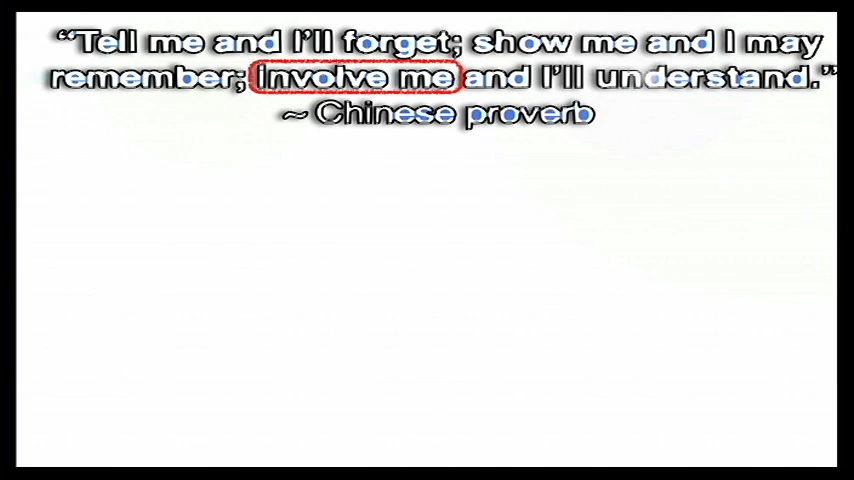 “Tell me and I’ll forget; show me and I may
remember; involve me and I’ll understand.”
~ Chinese proverb